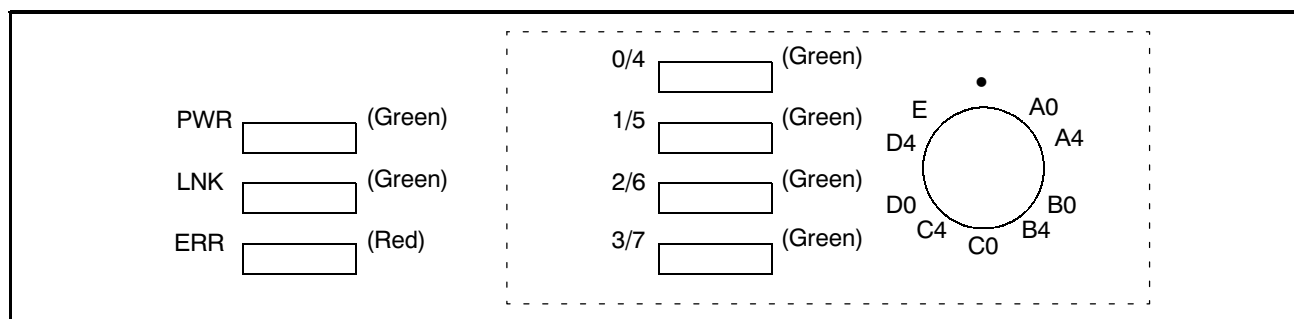 PWR (Green)
LNK (Green)
ERR (Red)
0/4 (Green)
1/5 (Green)
2/6 (Green)
3/7 (Green)
E
A0
D4
A4
D0
B0
C4
B4
C0